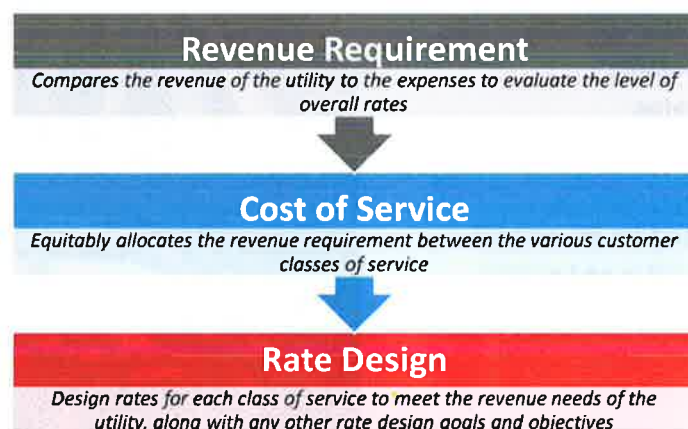 Revenue Requirement
Compares the revenue of the utility to the expenses to evaluate the level of
overall rates
Cost of Service
Equitably allocates the revenue requirement between the various customer
classes of service
Rate Design
Design rates for each class of service to meet the revenue needs of the
utility, along with any other rate design goals and objectives